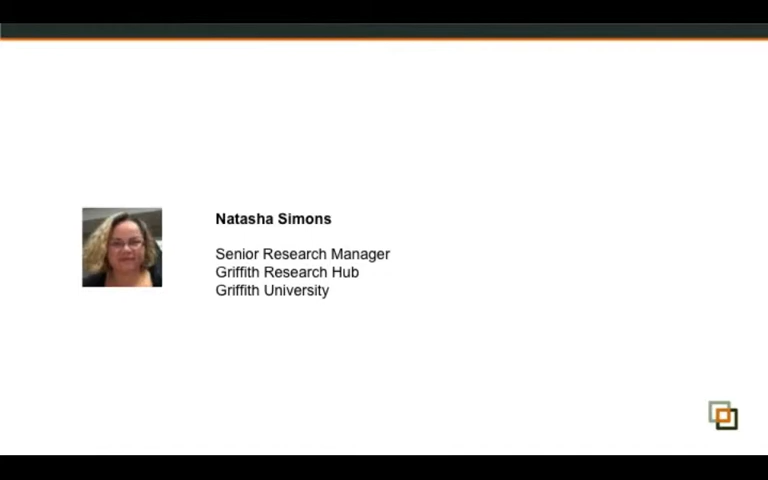 Natasha Simons
Senior Research Manager
Griffith Research Hub
Griffith University